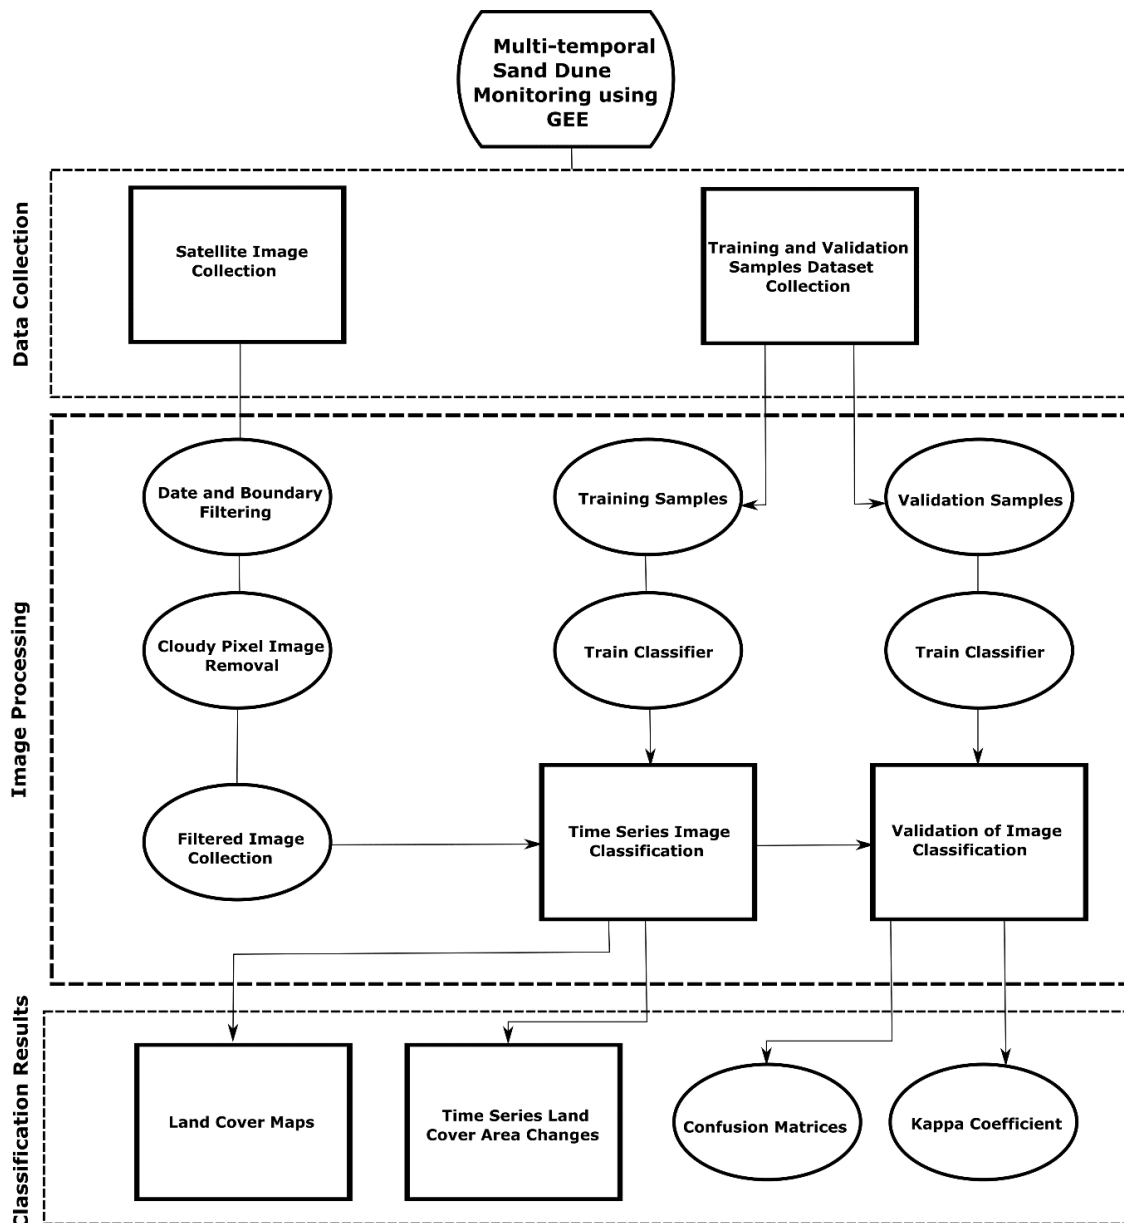 Multi-temporal
Sand Dune
Monitoring using
GEE
Data Collection
Satellite Image
Collection
Training and Validation
Samples Dataset
Collection
Image Processing
Date and Boundary
Filtering
Training Samples
Validation Samples
Cloudy Pixel Image
Removal
Train Classifier
Train Classifier
Filtered Image
Collection
Time Series Image
Classification
Validation of Image
Classification
Classification Results
Land Cover Maps
Time Series Land
Cover Area Changes
Confusion Matrices
Kappa Coefficient